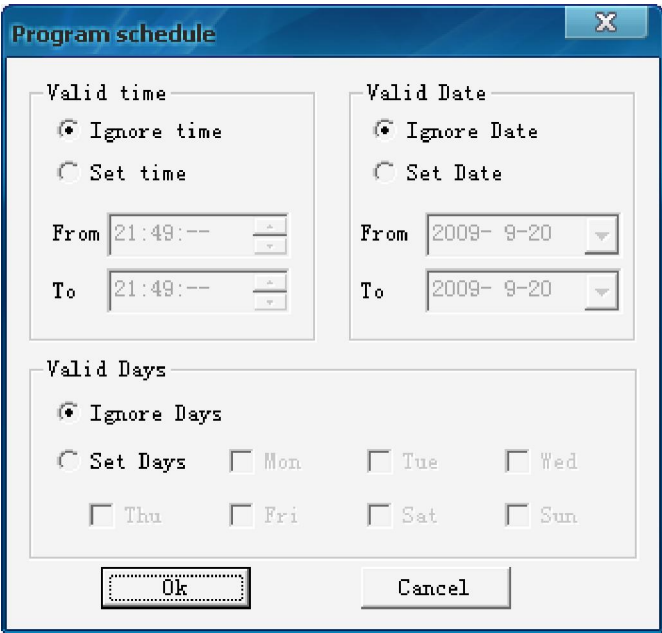 Program schedule
Valid time
Ignore time
Set time
From 21:49:--
To 21:49:--
Valid Date
Ignore Date
Set Date
From 2009- 9-20
To 2009- 9-20
Valid Days
Ignore Days
Set Days Mon Tue Wed
Thu Fri Sat Sun
Ok Cancel